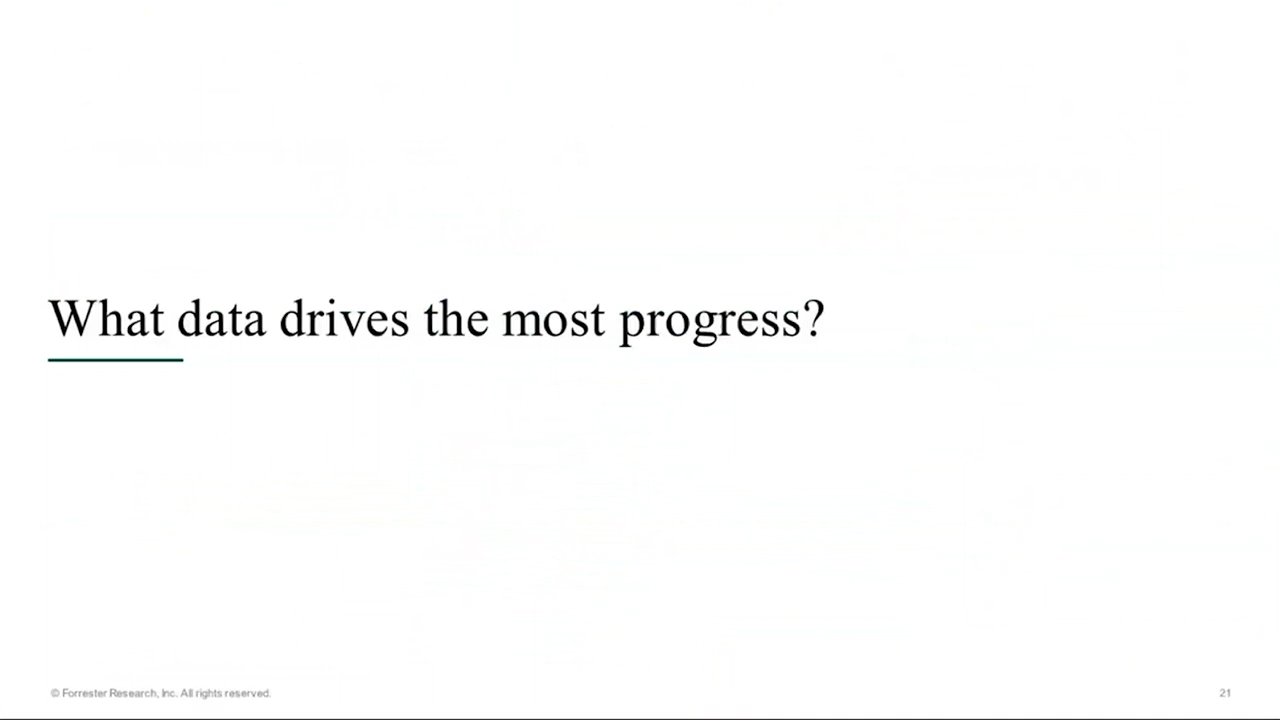 What data drives the most progress?
© Forrester Research, Inc. All rights reserved.
21